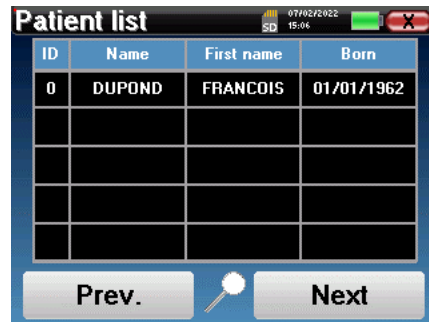 Patient list SD 07/02/2022 15:06 X
ID Name First name Born
0 DUPOND FRANCOIS 01/01/1962
Prev. Next